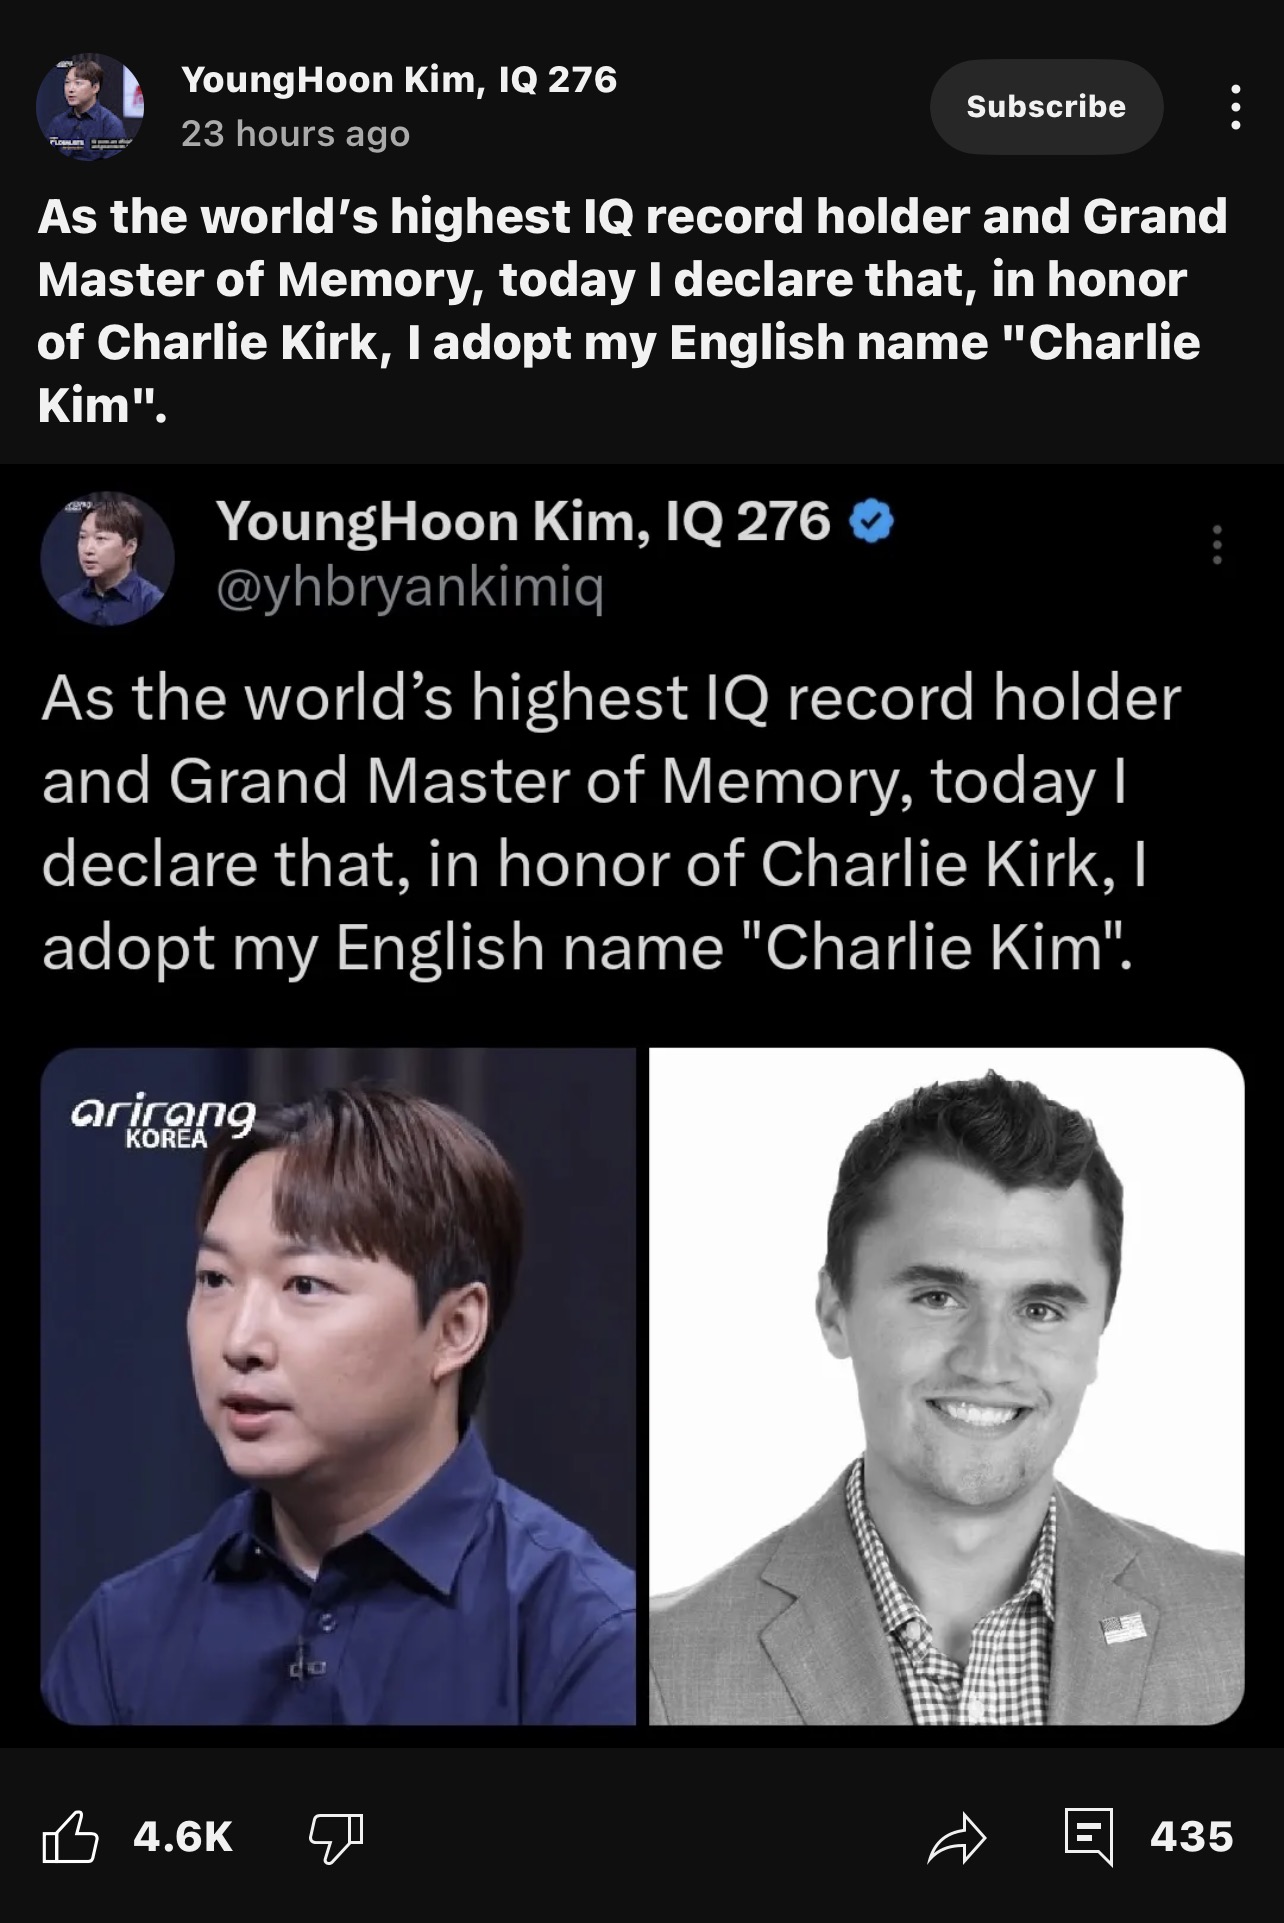 YoungHoon Kim, IQ 276
23 hours ago
Subscribe
As the world's highest IQ record holder and Grand
Master of Memory, today I declare that, in honor
of Charlie Kirk, I adopt my English name "Charlie
Kim".
YoungHoon Kim, IQ 276
@yhbryankimiq
As the world’s highest IQ record holder
and Grand Master of Memory, today I
declare that, in honor of Charlie Kirk, I
adopt my English name "Charlie Kim".
arirang
KOREA
4.6K
435